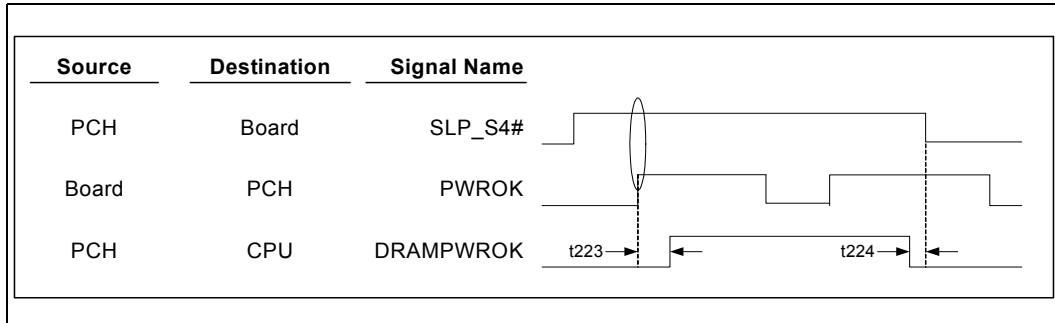 Source Destination Signal Name
PCH Board SLP_S4#
Board PCH PWROK
PCH CPU DRAMPWROK t223 t224